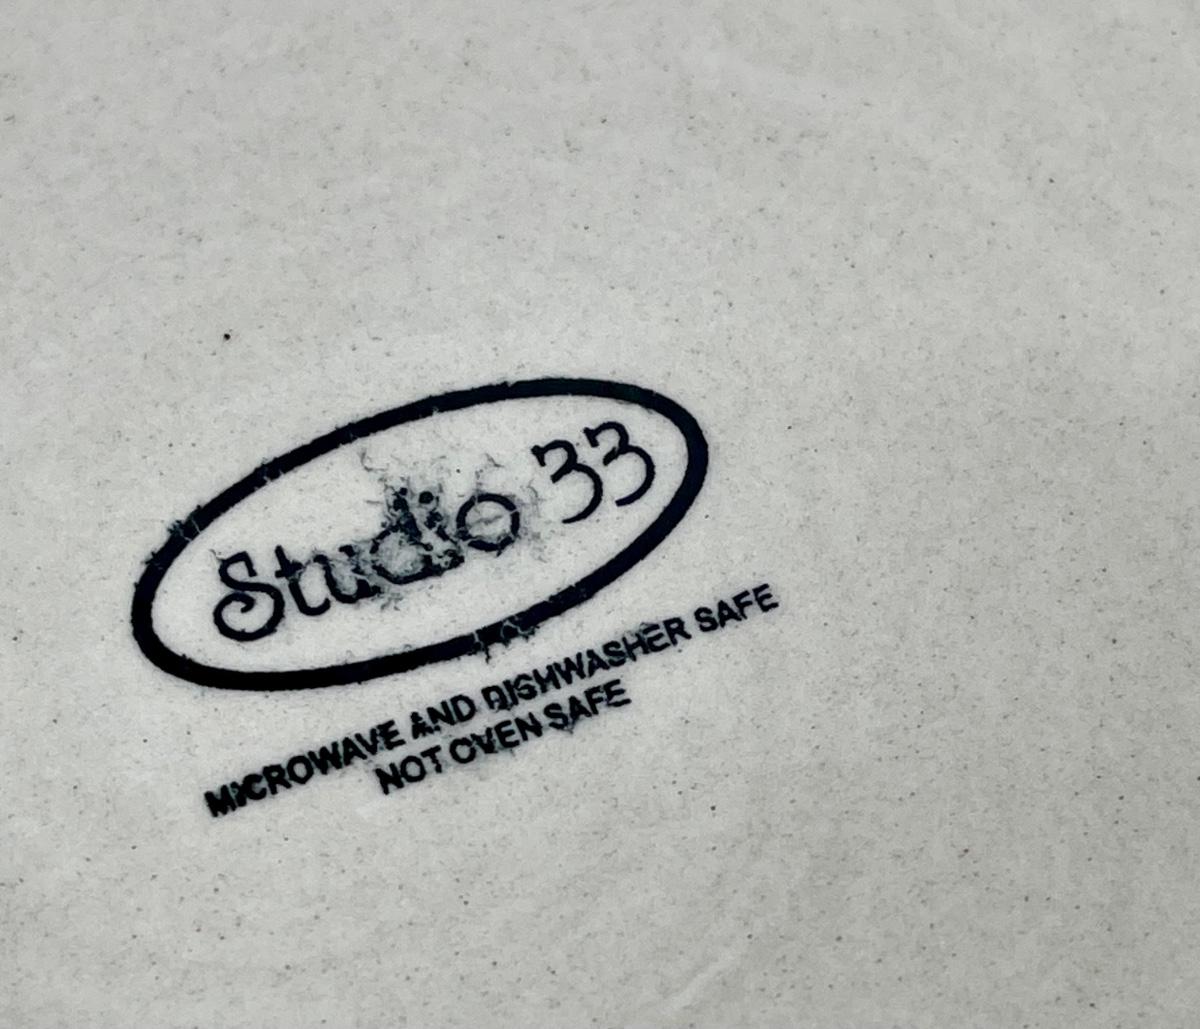 Studio 33
MICROWAVE AND DISHWASHER SAFE
NOT OVEN SAFE